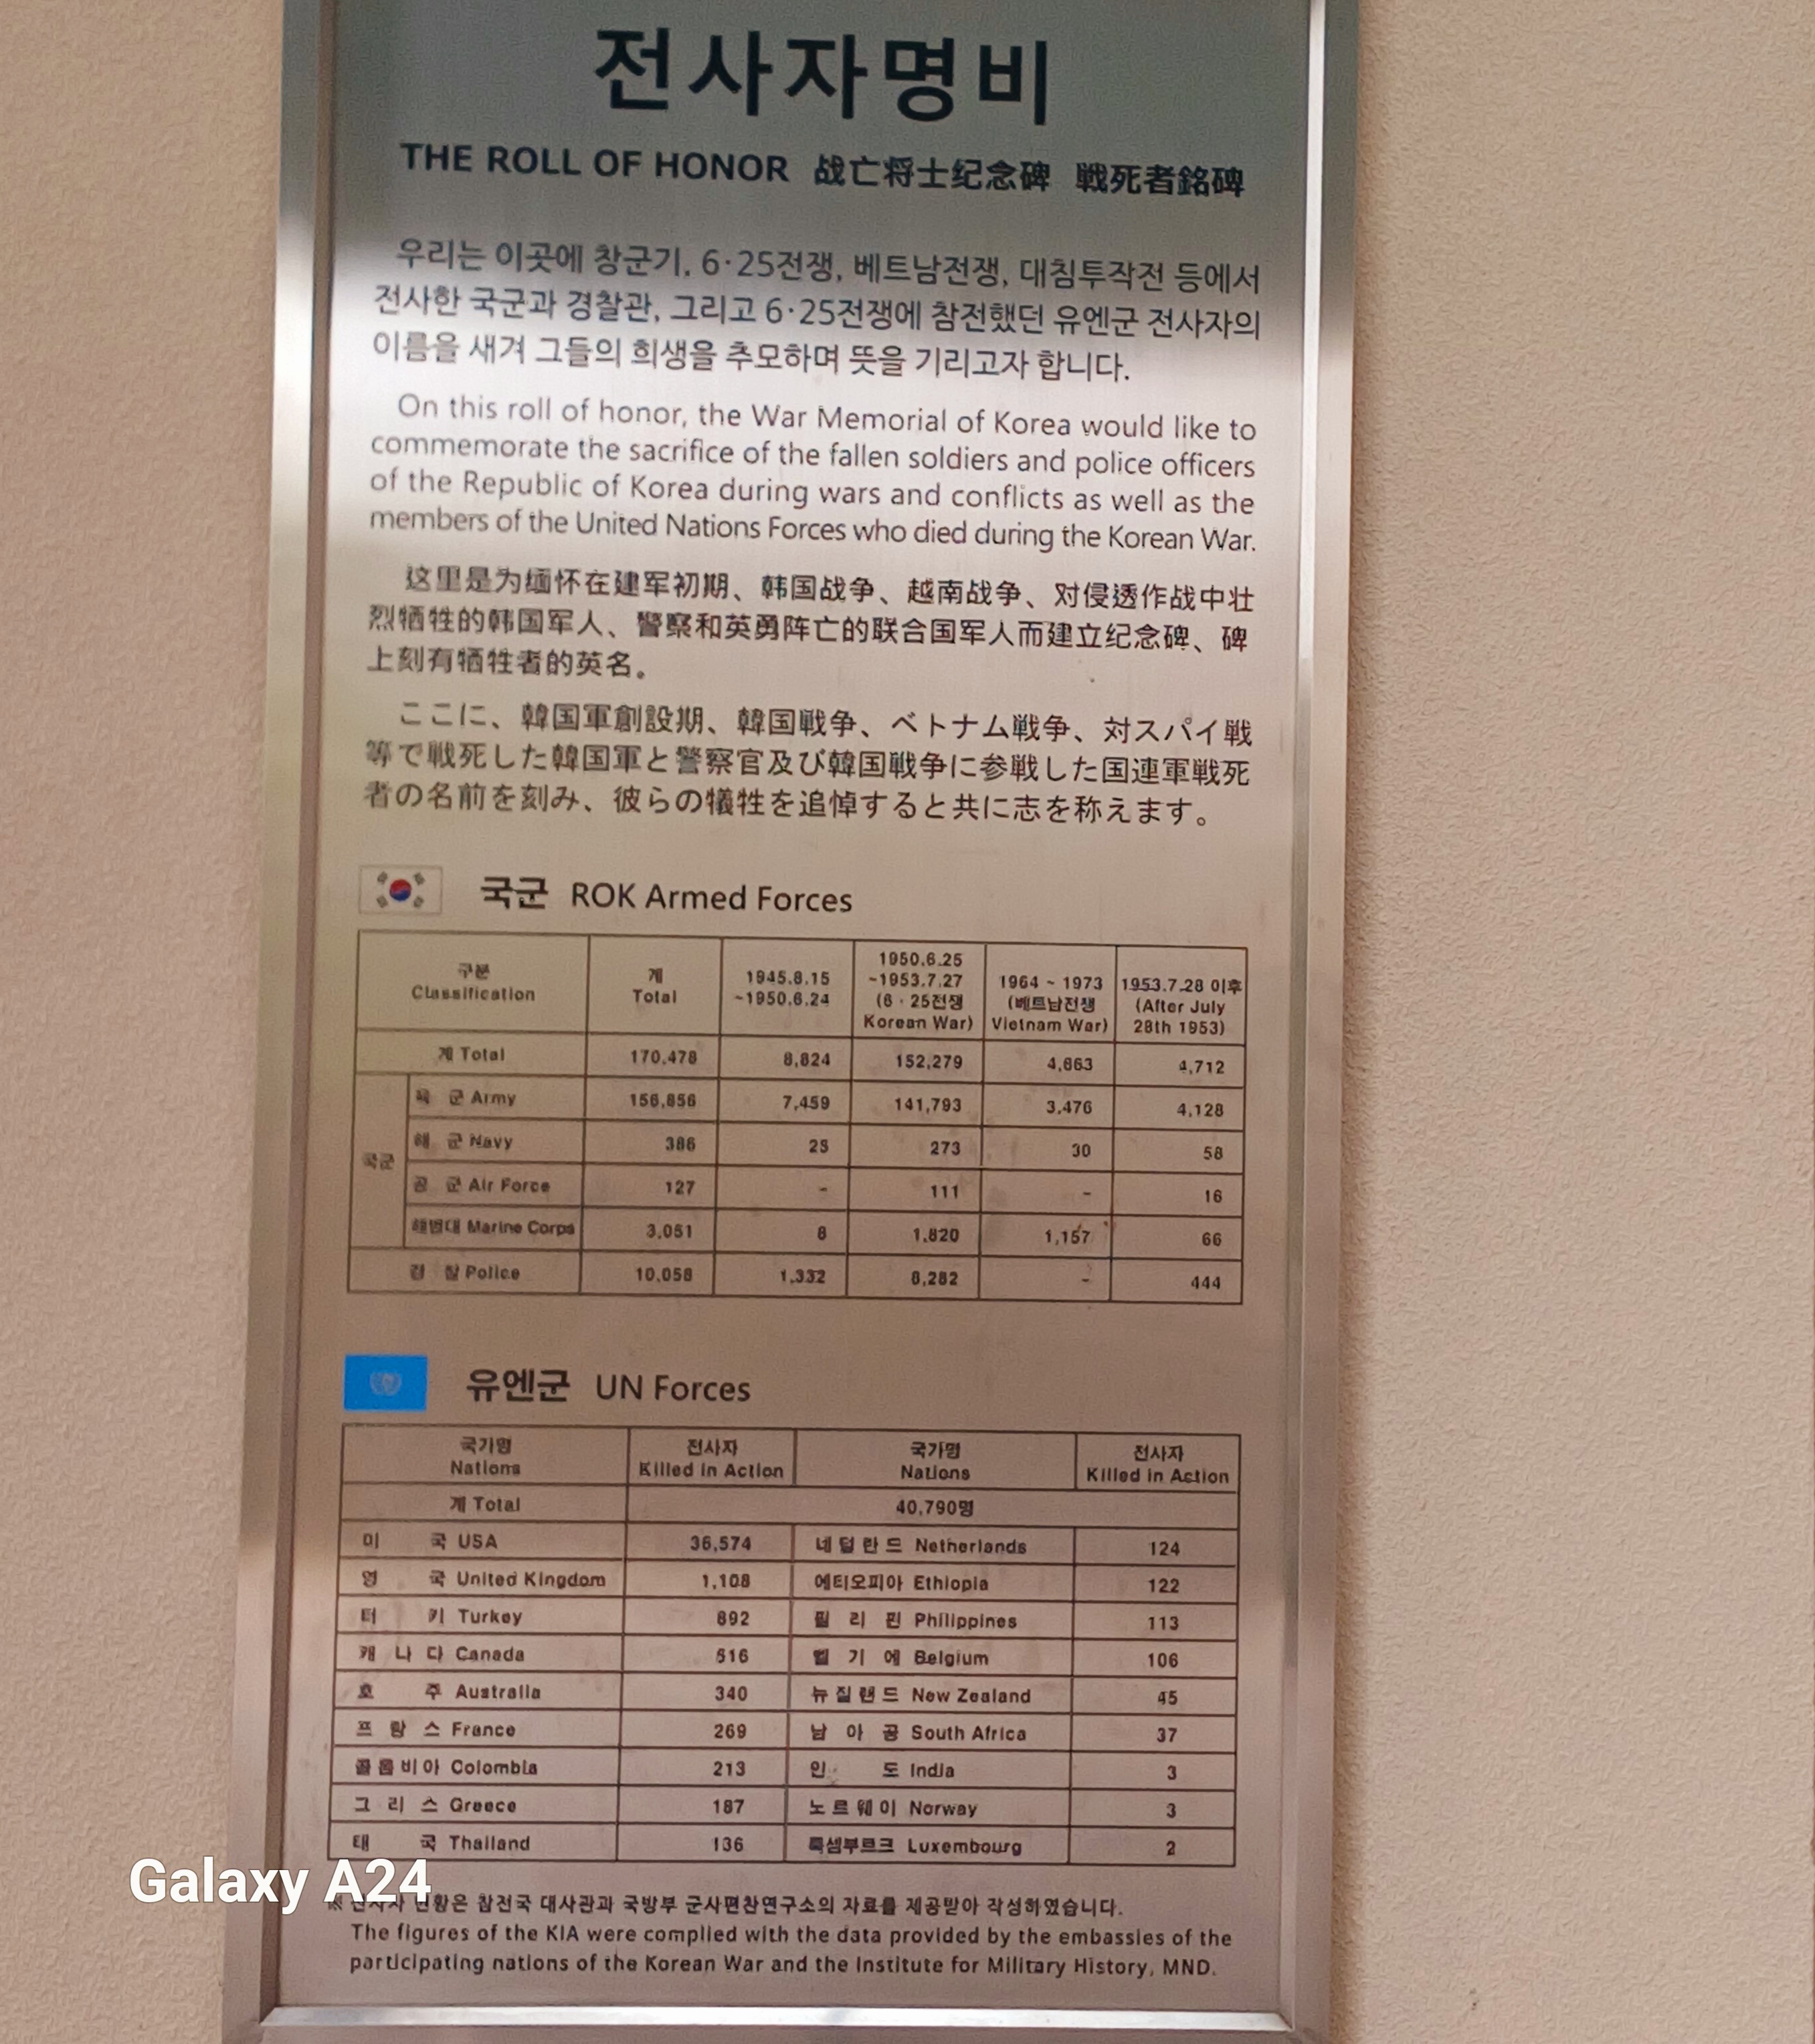 전사자명비
THE ROLL OF HONOR 战亡将士纪念碑 戦死者銘碑
우리는 이곳에 창군기, 6·25전쟁, 베트남전쟁, 대침투작전 등에서
전사한 국군과 경찰관, 그리고 6·25전쟁에 참전했던 유엔군 전사자의
이름을 새겨 그들의 희생을 추모하며 뜻을 기리고자 합니다.
On this roll of honor, the War Memorial of Korea would like to
commemorate the sacrifice of the fallen soldiers and police officers
of the Republic of Korea during wars and conflicts as well as the
members of the United Nations Forces who died during the Korean War.
这里是为缅怀在建军初期、韩国战争、越南战争、对侵透作战中壮
烈牺牲的韩国军人、警察和英勇阵亡的联合国军人而建立纪念碑、碑
上刻有牺牲者的英名。
ここに、韓国軍創設期、韓国戦争、ベトナム戦争、対スパイ戦
等で戦死した韓国軍と警察官及び韓国戦争に参戦した国連軍戦死
者の名前を刻み、彼らの犠牲を追悼すると共に志を称えます。
국군 ROK Armed Forces
구분 Classification
계 Total
1945.8.15 ~1950.6.24
1950.6.25 ~1953.7.27 (6·25전쟁 Korean War)
1964 ~ 1973 (베트남전쟁 Vietnam War)
1953.7.28 이후 (After July 28th 1953)
계 Total 170,478 8,824 152,279 4,663 4,712
국군
육 군 Army 156,856 7,459 141,793 3,476 4,128
해 군 Navy 386 25 273 30 58
공 군 Air Force 127 - 111 - 16
해병대 Marine Corps 3,051 8 1,820 1,157 66
경 찰 Police 10,058 1,332 8,282 - 444
유엔군 UN Forces
국가명 전사자 국가명 전사자
Nations Killed in Action Nations Killed in Action
계 Total 40,790명
미 국 USA 36,574 네덜란드 Netherlands 124
영 국 United Kingdom 1,108 에티오피아 Ethiopia 122
터 키 Turkey 892 필 리 핀 Philippines 113
캐 나 다 Canada 516 벨 기 에 Belgium 106
호 주 Australia 340 뉴질랜드 New Zealand 45
프 랑 스 France 269 남 아 공 South Africa 37
콜롬비아 Colombia 213 인 도 India 3
그 리 스 Greece 187 노르웨이 Norway 3
태 국 Thailand 136 룩셈부르크 Luxembourg 2
※ 전사자 현황은 참전국 대사관과 국방부 군사편찬연구소의 자료를 제공받아 작성하였습니다.
The figures of the KIA were complied with the data provided by the embassies of the
participating nations of the Korean War and the Institute for Military History, MND.
Galaxy A24